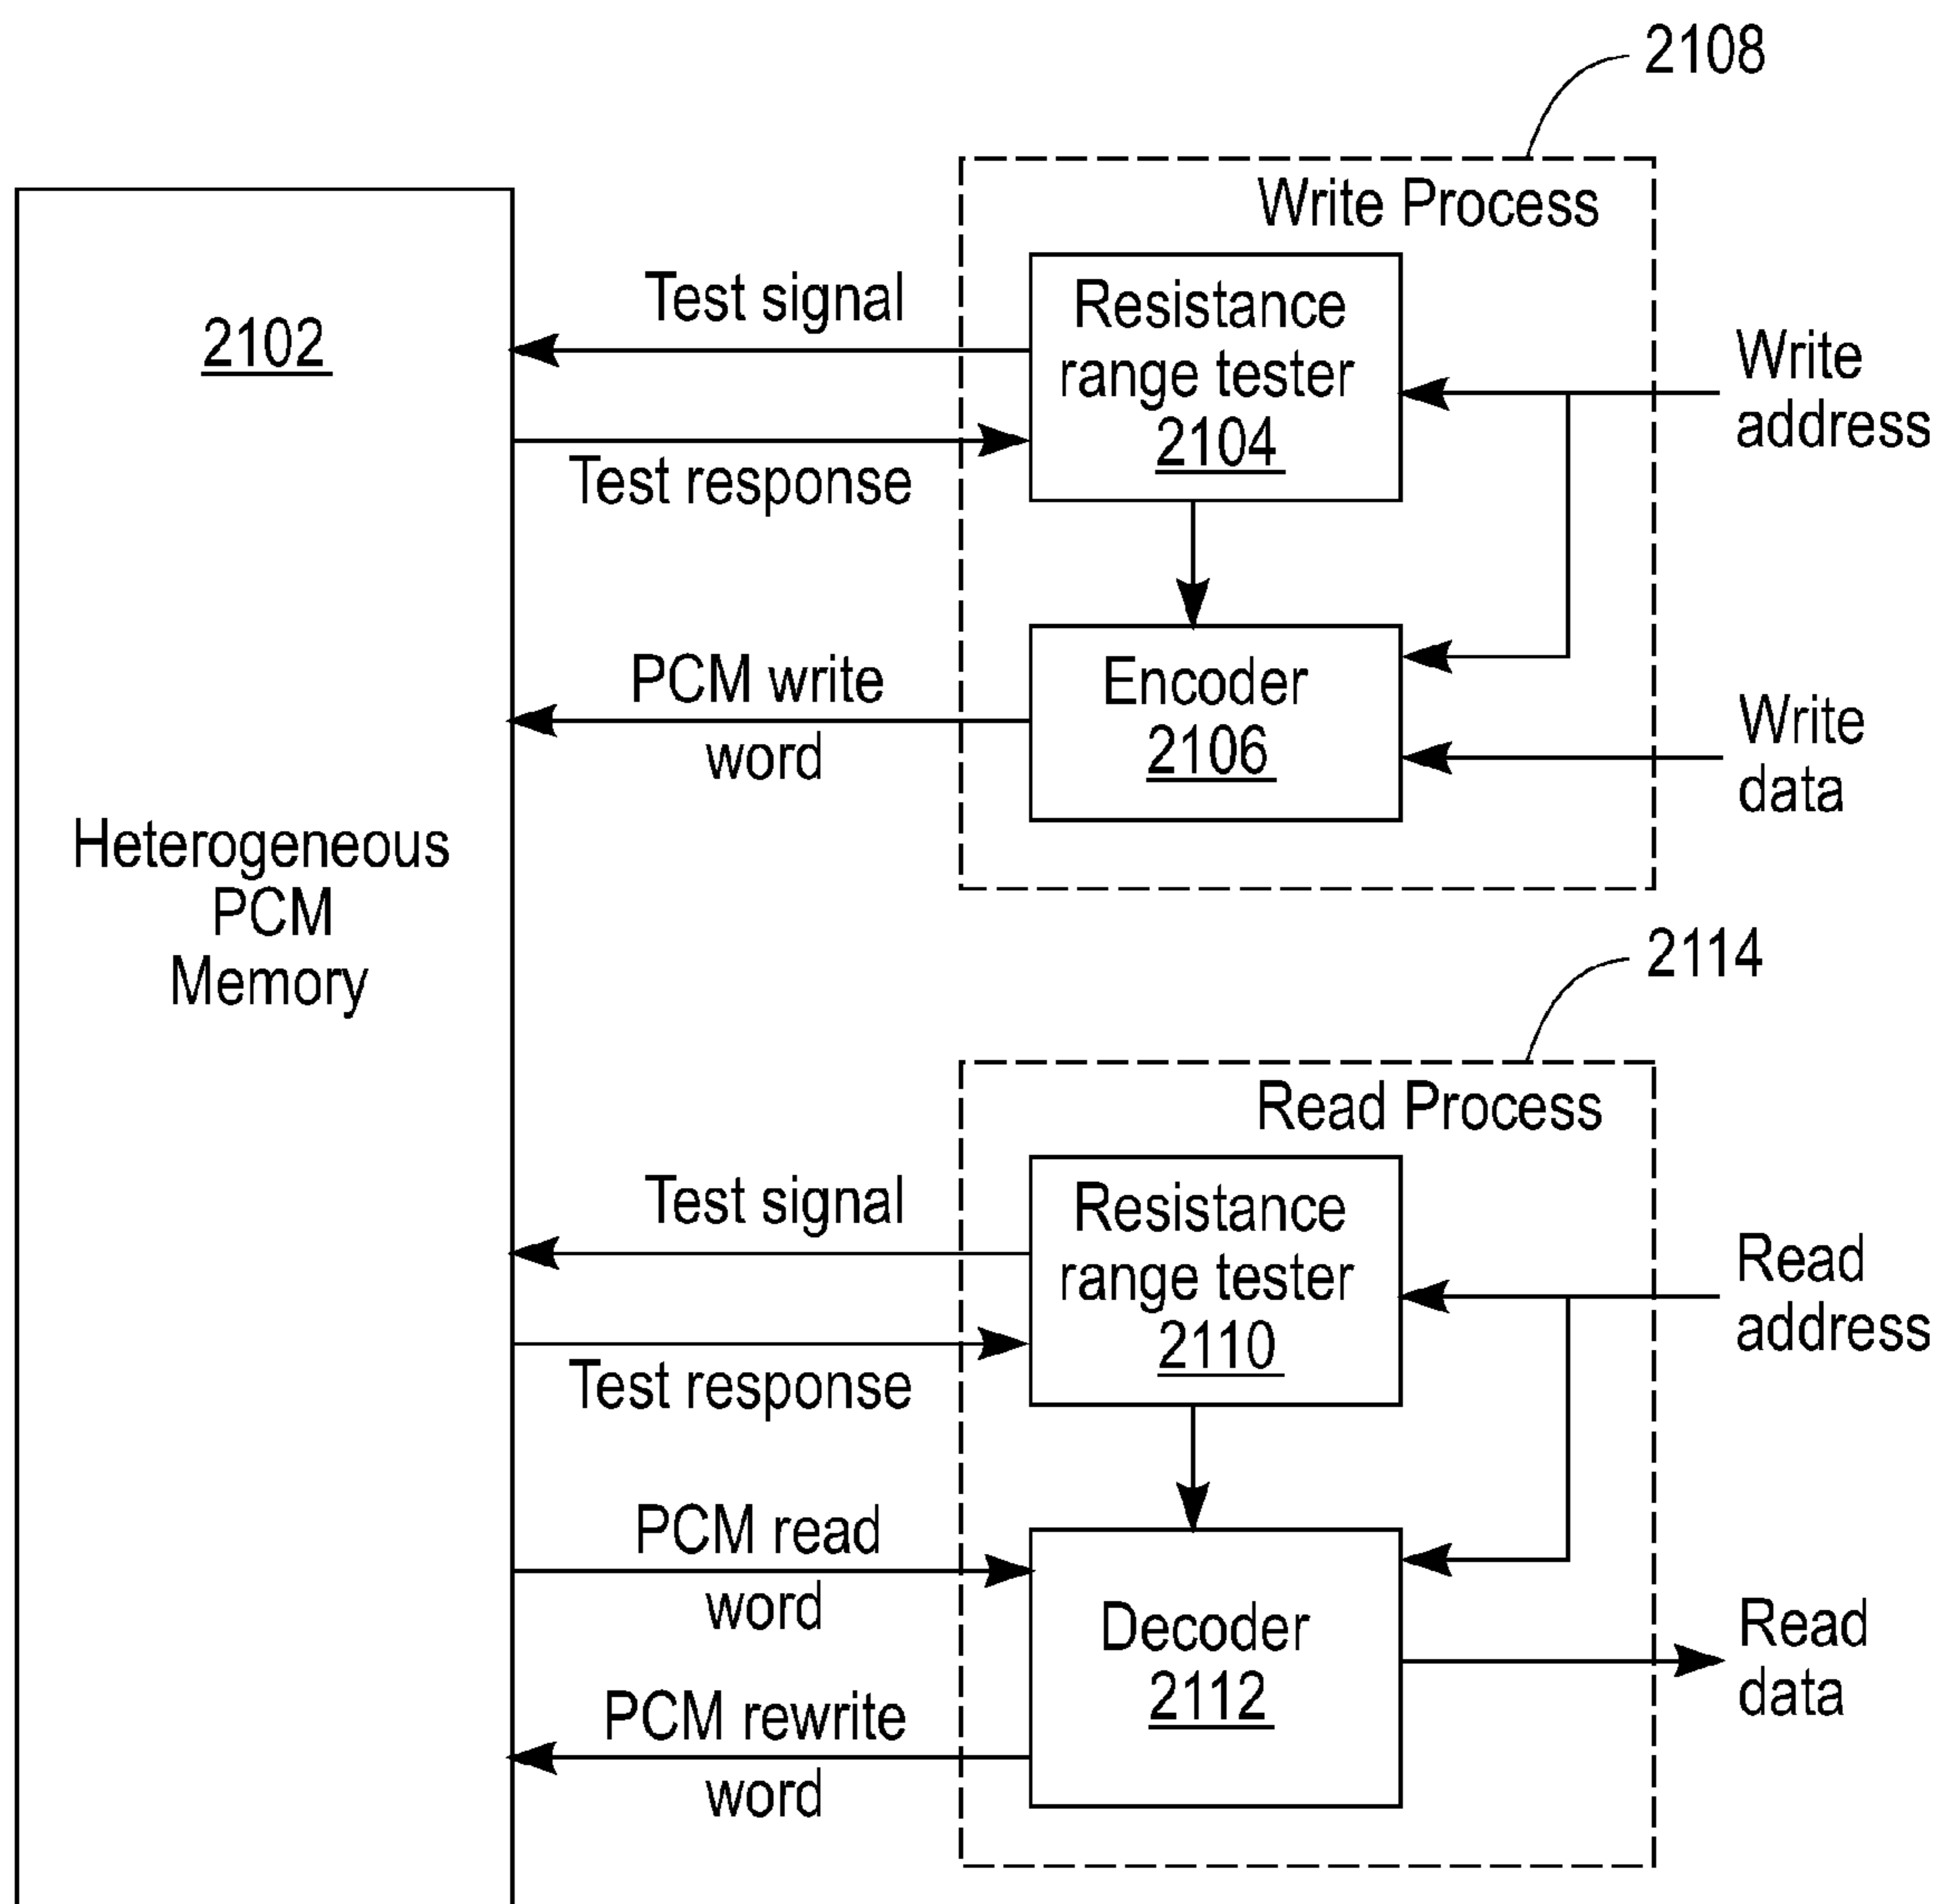 2108
Write Process
2102
Test signal
Test response
Resistance
range tester
2104
Write
address
PCM write
word
Encoder
2106
Write
data
Heterogeneous
PCM
Memory
2114
Read Process
Test signal
Test response
Resistance
range tester
2110
Read
address
PCM read
word
Decoder
2112
Read
data
PCM rewrite
word